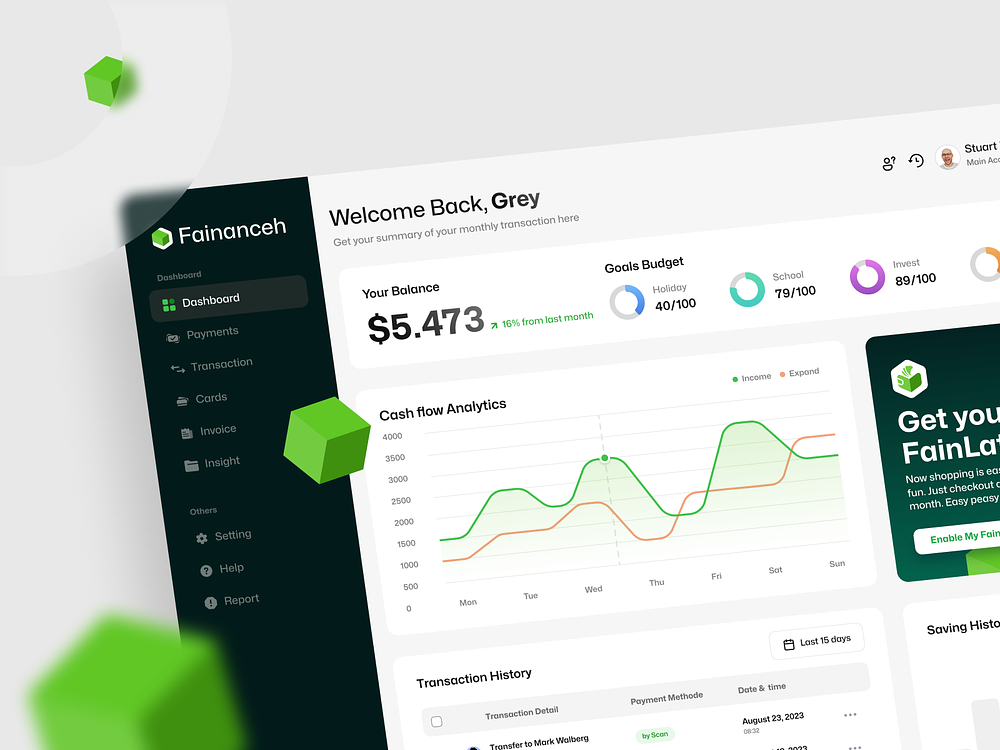 Fainanceh
Dashboard
Dashboard
Payments
Transaction
Cards
Invoice
Insight
Others
Setting
Help
Report
Welcome Back, Grey
Get your summary of your monthly transaction here
Stuart
Main
Your Balance
$5.473
16% from last month
Goals Budget
Holiday
40/100
School
79/100
Invest
89/100
Cash flow Analytics
Income
Expand
4000
3500
3000
2500
2000
1500
1000
500
0
Mon
Tue
Wed
Thu
Fri
Sat
Sun
Get you
FainLat
Now shopping is eas
fun. Just checkout
month. Easy peasy
Enable My Fain
Transaction History
Last 15 days
Transaction Detail
Payment Methode
Date & time
Transfer to Mark Walberg
by Scan
August 23, 2023
08:32
Saving Histo